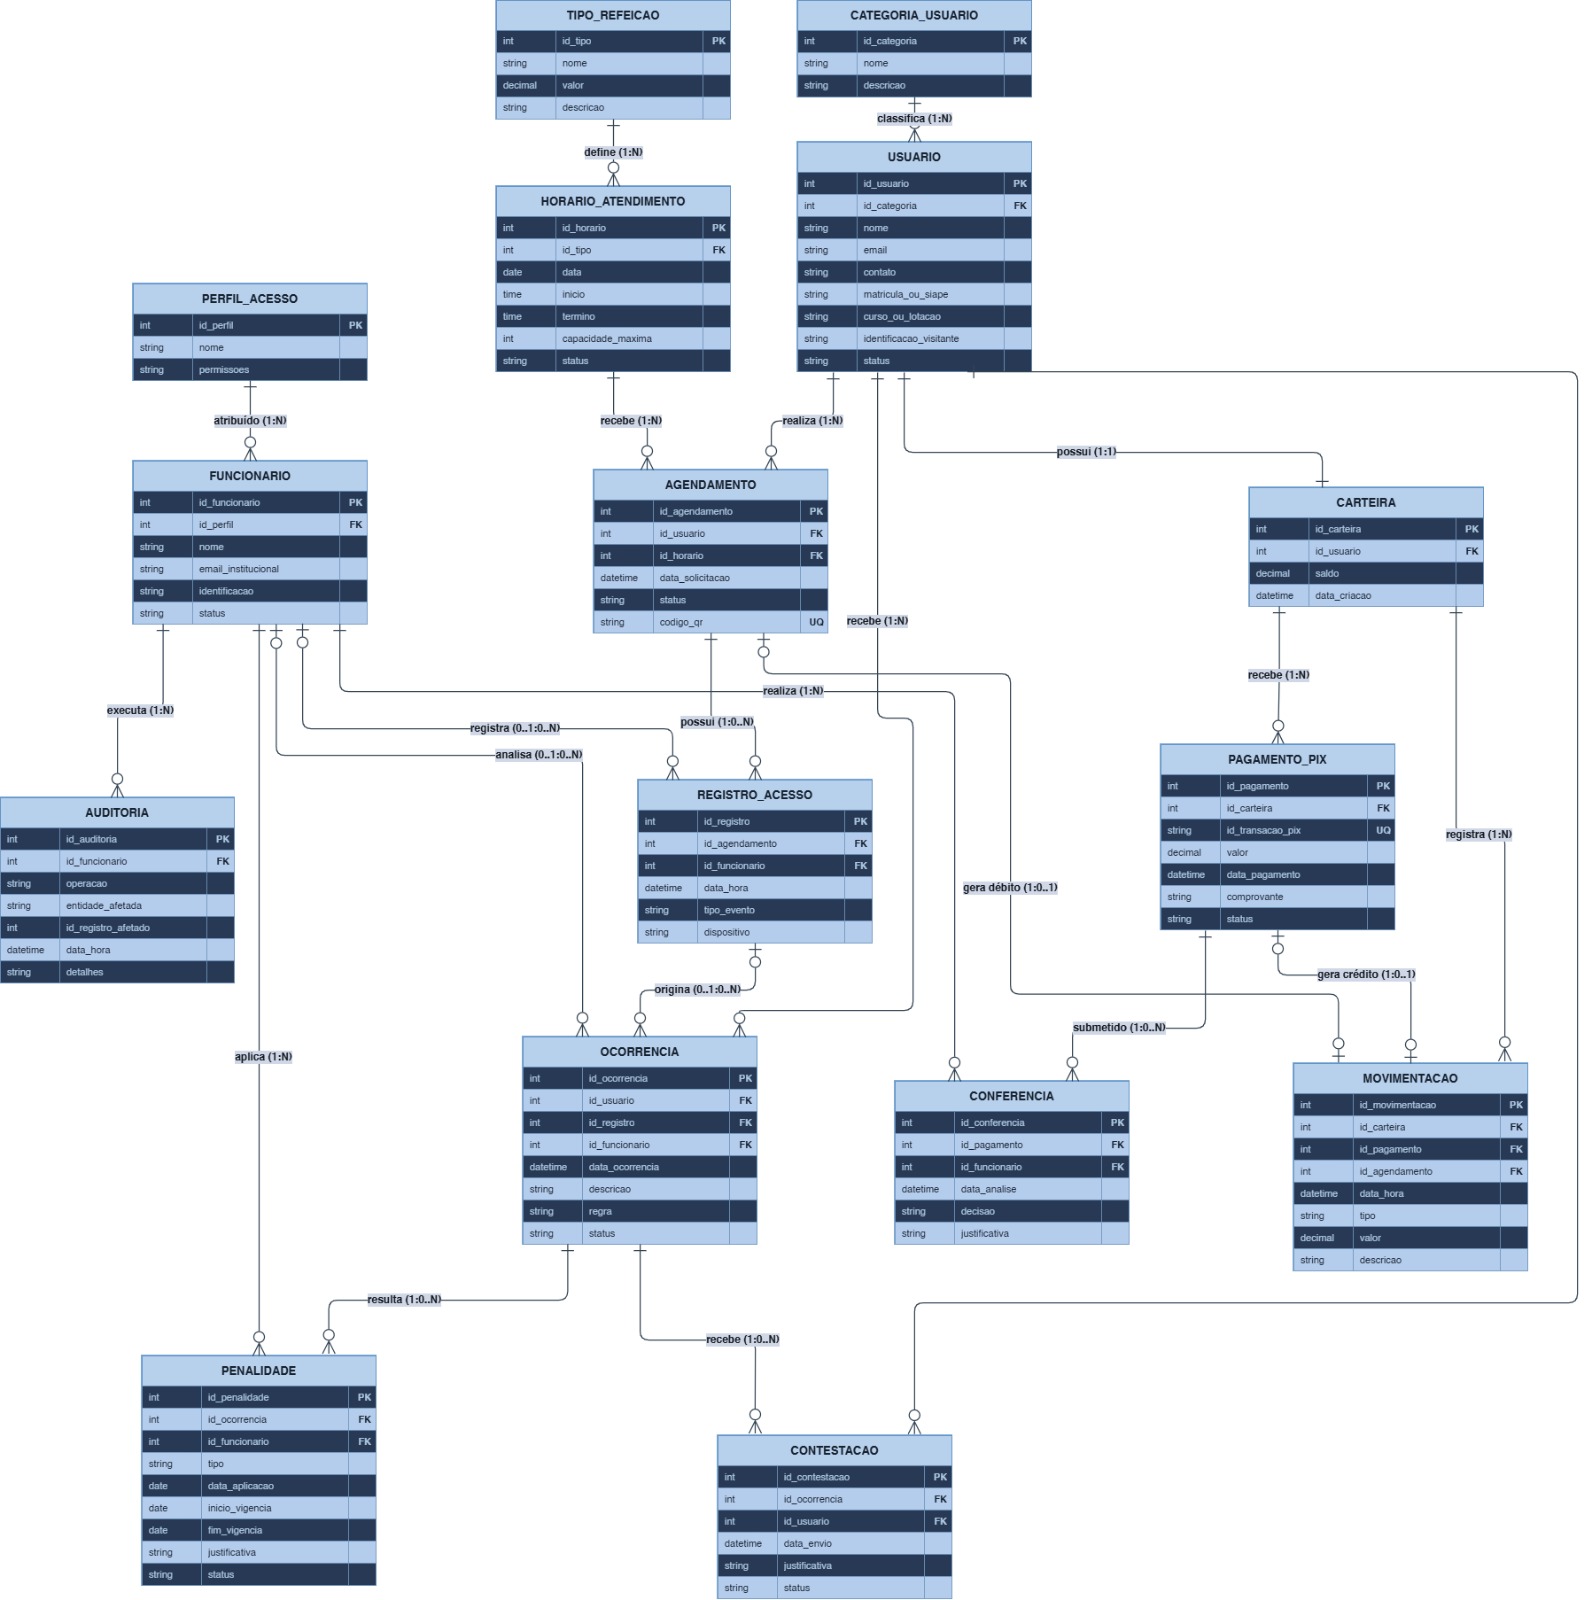 TIPO_REFEICAO
int id_tipo PK
string nome
decimal valor
string descricao
CATEGORIA_USUARIO
int id_categoria PK
string nome
string descricao
define (1:N)
classifica (1:N)
HORARIO_ATENDIMENTO
int id_horario PK
int id_tipo FK
date data
time inicio
time termino
int capacidade_maxima
string status
USUARIO
int id_usuario PK
int id_categoria FK
string nome
string email
string contato
string matricula_ou_siape
string curso_ou_lotacao
string identificacao_visitante
string status
PERFIL_ACESSO
int id_perfil PK
string nome
string permissoes
atribuído (1:N)
recebe (1:N)
realiza (1:N)
possui (1:1)
FUNCIONARIO
int id_funcionario PK
int id_perfil FK
string nome
string email_institucional
string identificacao
string status
AGENDAMENTO
int id_agendamento PK
int id_usuario FK
int id_horario FK
datetime data_solicitacao
string status
string codigo_qr UQ
CARTEIRA
int id_carteira PK
int id_usuario FK
decimal saldo
datetime data_criacao
recebe (1:N)
recebe (1:N)
realiza (1:N)
executa (1:N)
registra (0..1:0..N)
possui (1:0..N)
analisa (0..1:0..N)
AUDITORIA
int id_auditoria PK
int id_funcionario FK
string operacao
string entidade_afetada
int id_registro_afetado
datetime data_hora
string detalhes
REGISTRO_ACESSO
int id_registro PK
int id_agendamento FK
int id_funcionario FK
datetime data_hora
string tipo_evento
string dispositivo
PAGAMENTO_PIX
int id_pagamento PK
int id_carteira FK
string id_transacao_pix UQ
decimal valor
datetime data_pagamento
string comprovante
string status
registra (1:N)
gera débito (1:0..1)
gera crédito (1:0..1)
origina (0..1:0..N)
submetido (1:0..N)
aplica (1:N)
OCORRENCIA
int id_ocorrencia PK
int id_usuario FK
int id_registro FK
int id_funcionario FK
datetime data_ocorrencia
string descricao
string regra
string status
CONFERENCIA
int id_conferencia PK
int id_pagamento FK
int id_funcionario FK
datetime data_analise
string decisao
string justificativa
MOVIMENTACAO
int id_movimentacao PK
int id_carteira FK
int id_pagamento FK
int id_agendamento FK
datetime data_hora
string tipo
decimal valor
string descricao
resulta (1:0..N)
recebe (1:0..N)
PENALIDADE
int id_penalidade PK
int id_ocorrencia FK
int id_funcionario FK
string tipo
date data_aplicacao
date inicio_vigencia
date fim_vigencia
string justificativa
string status
CONTESTACAO
int id_contestacao PK
int id_ocorrencia FK
int id_usuario FK
datetime data_envio
string justificativa
string status